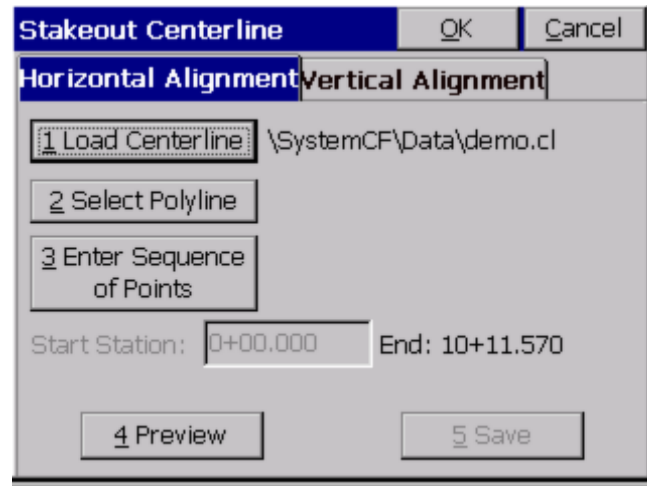 Stakeout Centerline OK Cancel
Horizontal Alignment Vertical Alignment
1 Load Centerline \SystemCF\Data\demo.cl
2 Select Polyline
3 Enter Sequence
of Points
Start Station: 0+00.000 End: 10+11.570
4 Preview 5 Save